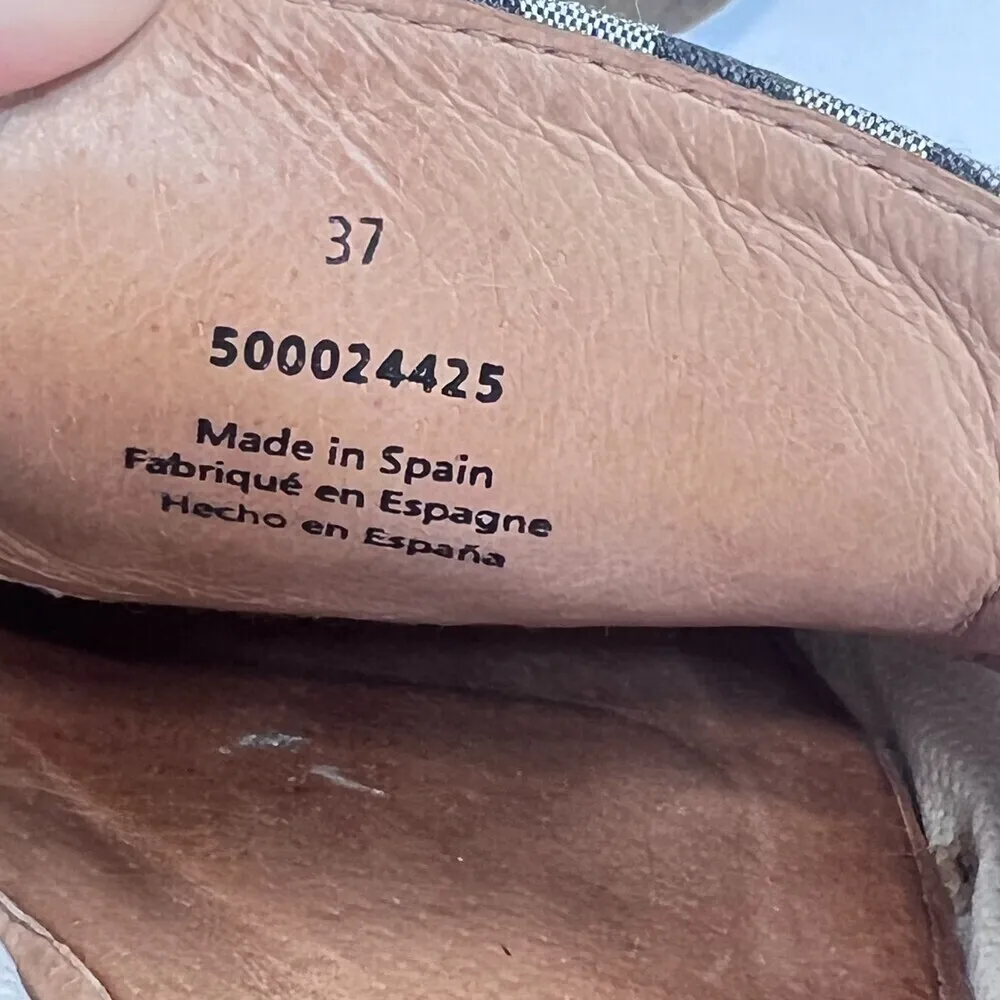 37
500024425
Made in Spain
Fabriqué en Espagne
Hecho en España